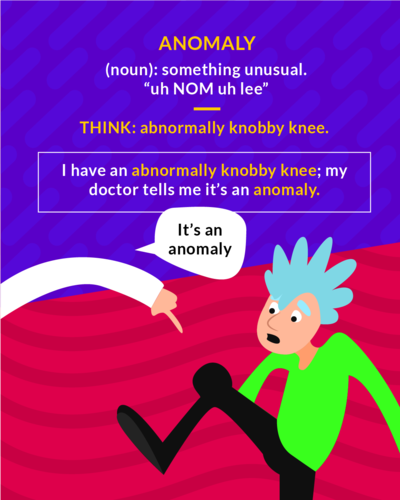 ANOMALY
(noun): something unusual.
“uh NOM uh lee”
THINK: abnormally knobby knee.
I have an abnormally knobby knee; my
doctor tells me it’s an anomaly.
It’s an
anomaly